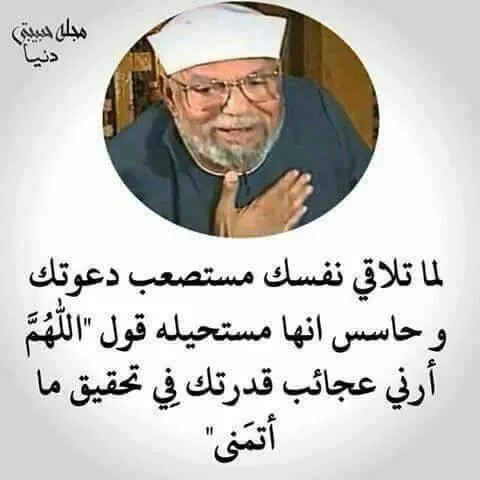 مجلة حبيبتي
دنيا
لما تلاقي نفسك مستصعب دعوتك
و حاسس انها مستحيله قول "اللهُمَّ
أرني عجائب قدرتك فِي تحقيق ما
أتمَنى"